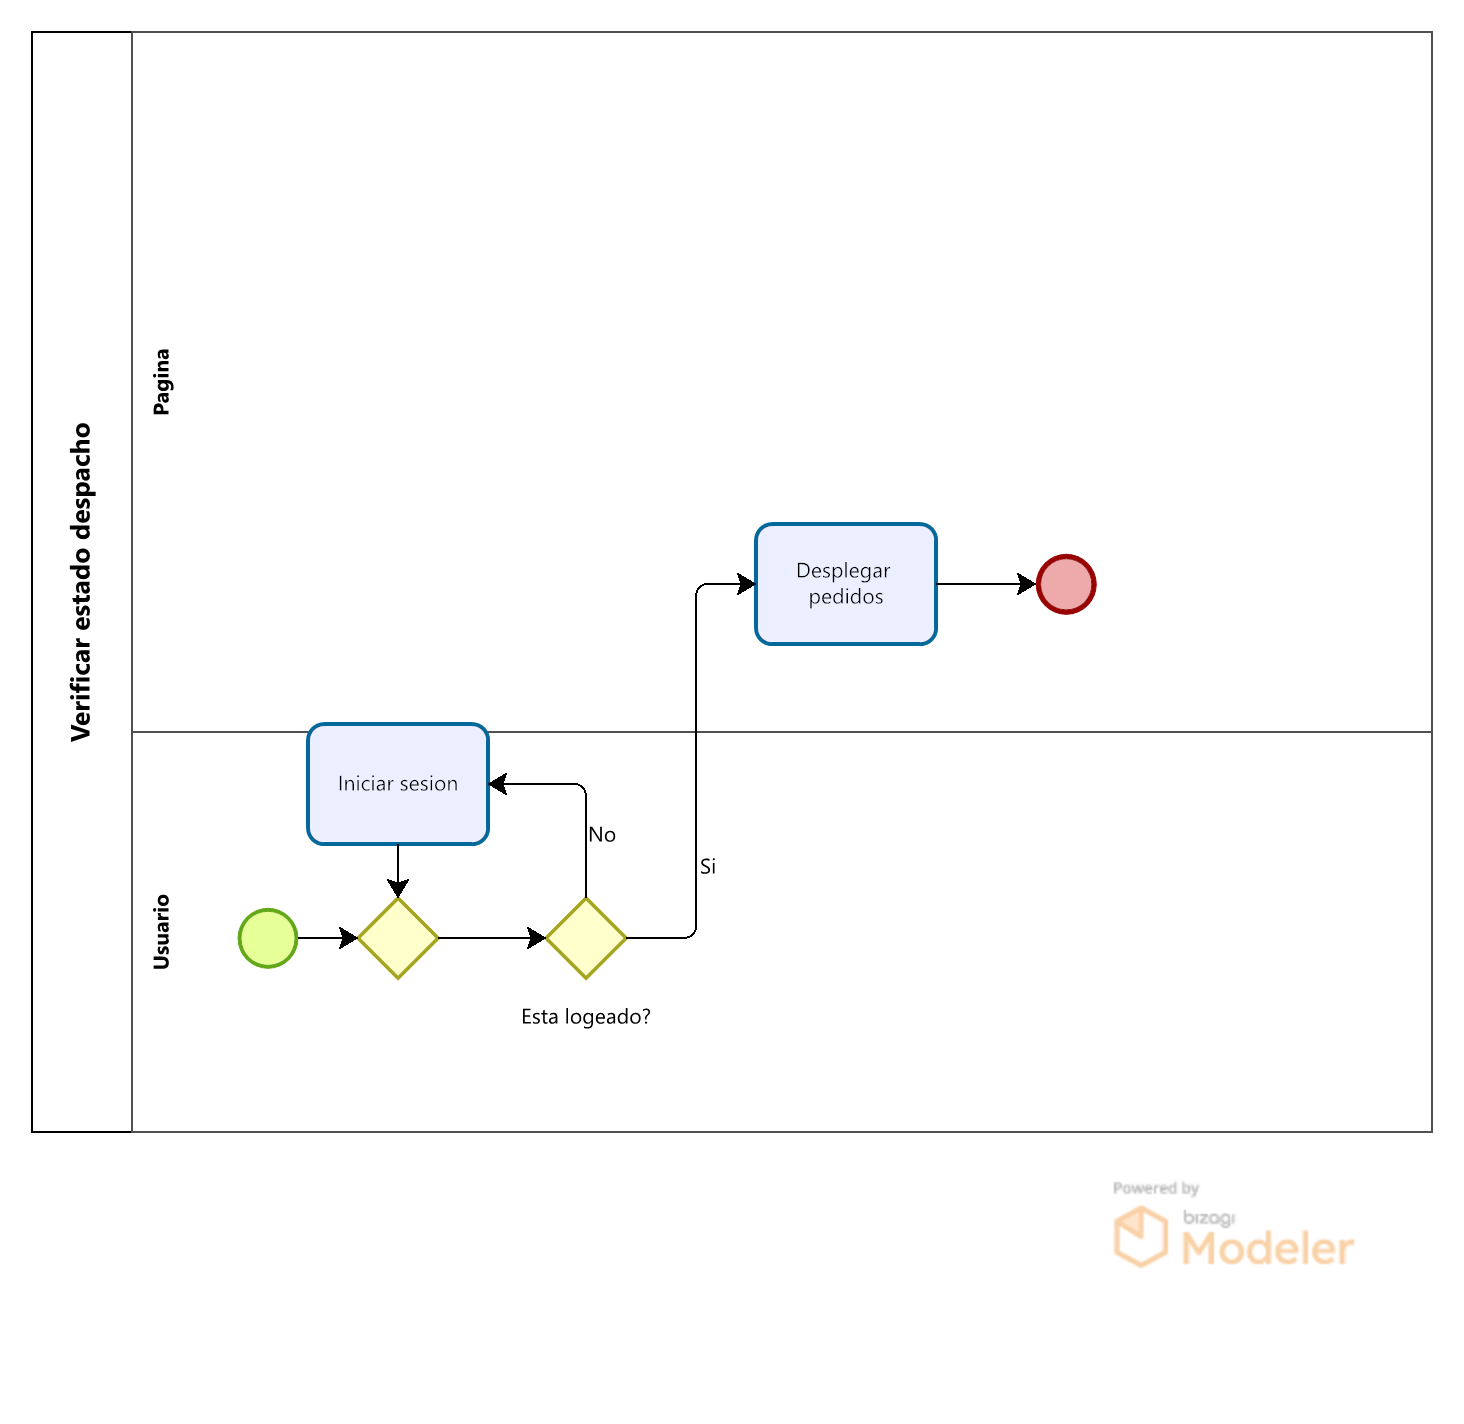 Verificar estado despacho
Pagina
Desplegar
pedidos
Usuario
Iniciar sesion
No
Si
Esta logeado?
Powered by
bizagi
Modeler